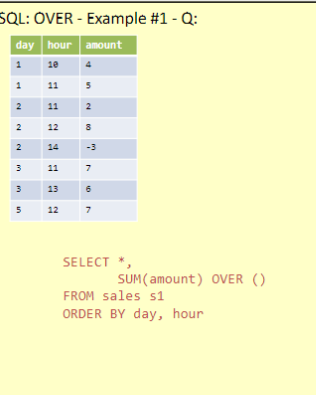 SQL: OVER - Example #1 - Q:
day hour amount
1 10 4
1 11 5
2 11 2
2 12 8
2 14 -3
3 11 7
3 13 6
5 12 7
SELECT *,
SUM(amount) OVER ()
FROM sales s1
ORDER BY day, hour